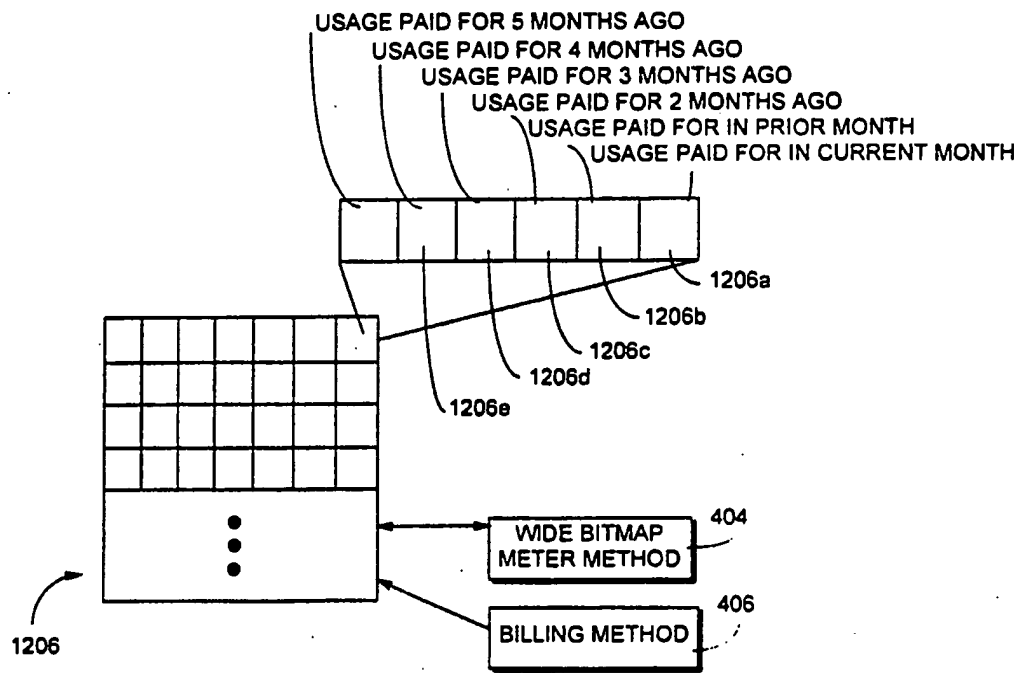 USAGE PAID FOR 5 MONTHS AGO
USAGE PAID FOR 4 MONTHS AGO
USAGE PAID FOR 3 MONTHS AGO
USAGE PAID FOR 2 MONTHS AGO
USAGE PAID FOR IN PRIOR MONTH
USAGE PAID FOR IN CURRENT MONTH
1206a
1206b
1206c
1206d
1206e
404
WIDE BITMAP
METER METHOD
406
BILLING METHOD
1206